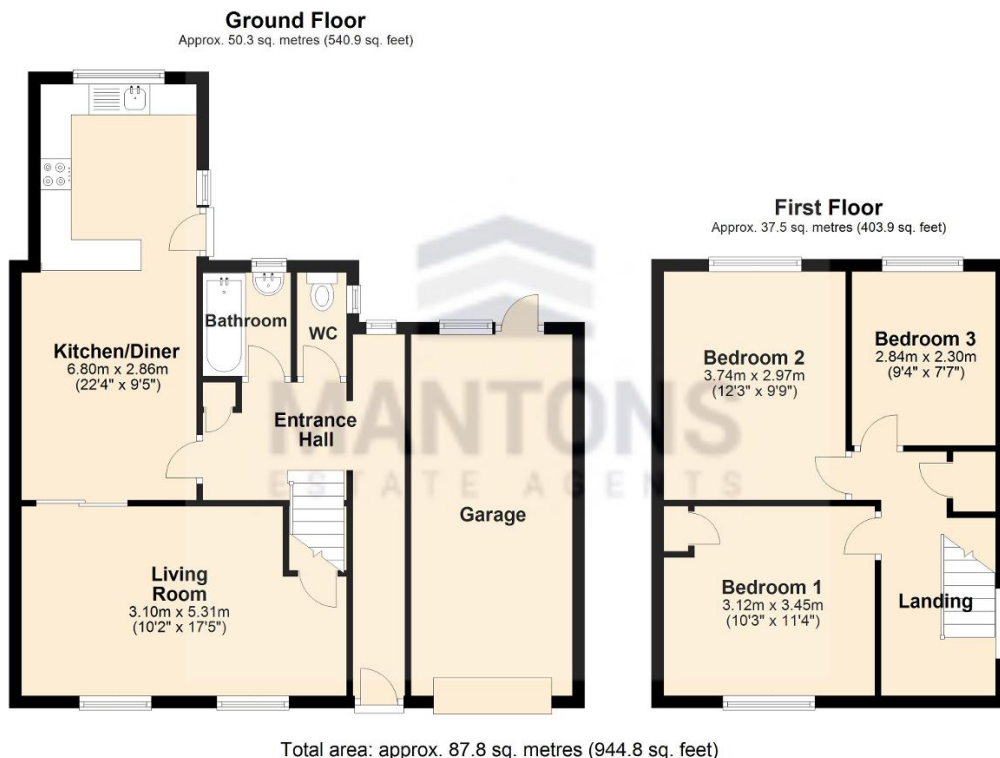 Ground Floor
Approx. 50.3 sq. metres (540.9 sq. feet)
Kitchen/Diner
6.80m x 2.86m
(22'4" x 9'5")
Bathroom
WC
Entrance
Hall
Garage
Living
Room
3.10m x 5.31m
(10'2" x 17'5")
First Floor
Approx. 37.5 sq. metres (403.9 sq. feet)
Bedroom 2
3.74m x 2.97m
(12'3" x 9'9")
Bedroom 3
2.84m x 2.30m
(9'4" x 7'7")
Bedroom 1
3.12m x 3.45m
(10'3" x 11'4")
Landing
MANTONS
ESTATE AGENTS
Total area: approx. 87.8 sq. metres (944.8 sq. feet)